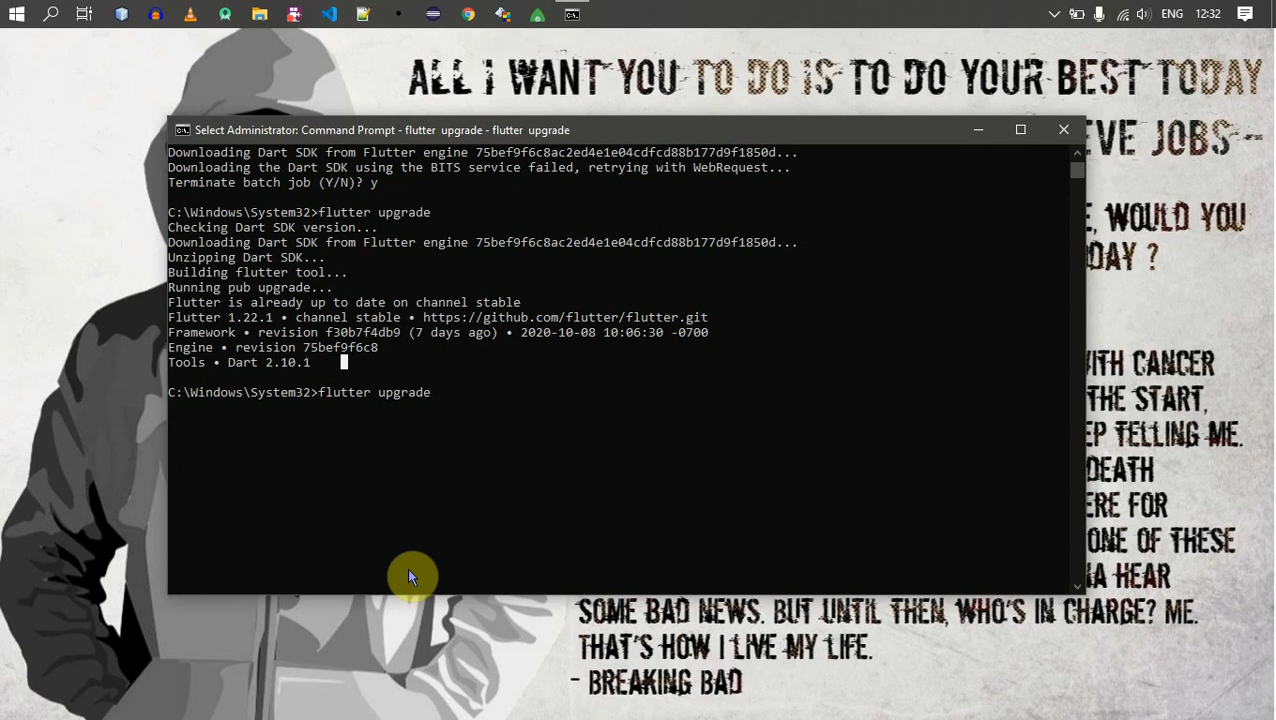 ENG
12:32
ALL I WANT YOU TO DO IS TO DO YOUR BEST TODAY
EVE JOBS --
Select Administrator: Command Prompt - flutter upgrade - flutter upgrade
Downloading Dart SDK from Flutter engine 75bef9f6c8ac2ed4e1e04cdfcd88b177d9f1850d...
Downloading the Dart SDK using the BITS service failed, retrying with WebRequest...
Terminate batch job (Y/N)? y
C:\Windows\System32>flutter upgrade
Checking Dart SDK version...
Downloading Dart SDK from Flutter engine 75bef9f6c8ac2ed4e1e04cdfcd88b177d9f1850d...
Unzipping Dart SDK...
Building flutter tool...
Running pub upgrade...
Flutter is already up to date on channel stable
Flutter 1.22.1 • channel stable • https://github.com/flutter/flutter.git
Framework • revision f30b7f4db9 (7 days ago) • 2020-10-08 10:06:30 -0700
Engine • revision 75bef9f6c8
Tools • Dart 2.10.1
C:\Windows\System32>flutter upgrade
E, WOULD YOU
DAY ?
WITH CANCER
THE START,
EP TELLING ME.
DEATH
ERE FOR
ONE OF THESE
NA HEAR
SOME BAD NEWS. BUT UNTIL THEN, WHO'S IN CHARGE? ME.
THAT'S HOW I LIVE MY LIFE.
- BREAKING BAD